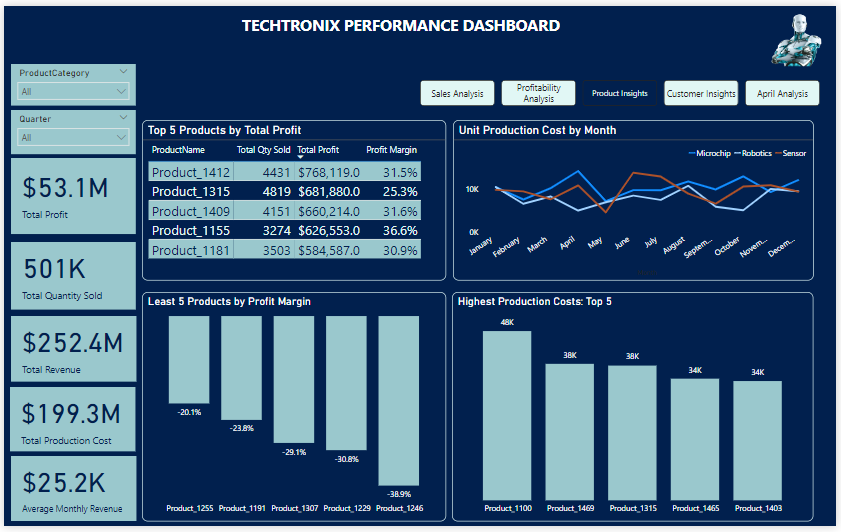 TECHTRONIX PERFORMANCE DASHBOARD
ProductCategory
All
Quarter
All
Sales Analysis
Profitability
Analysis
Product Insights
Customer Insights
April Analysis
$53.1M
Total Profit
501K
Total Quantity Sold
$252.4M
Total Revenue
$199.3M
Total Production Cost
$25.2K
Average Monthly Revenue
Top 5 Products by Total Profit
ProductName Total Qty Sold Total Profit Profit Margin
Product_1412 4431 $768,119.0 31.5%
Product_1315 4819 $681,880.0 25.3%
Product_1409 4151 $660,214.0 31.6%
Product_1155 3274 $626,553.0 36.6%
Product_1181 3503 $584,587.0 30.9%
Unit Production Cost by Month
Microchip Robotics Sensor
10K
0K
January February March April May June July August Septem... October Novem... Decem...
Least 5 Products by Profit Margin
-20.1%
-23.8%
-29.1%
-30.8%
-38.9%
Product_1255 Product_1191 Product_1307 Product_1229 Product_1246
Highest Production Costs: Top 5
48K
38K
38K
34K
34K
Product_1100 Product_1469 Product_1315 Product_1465 Product_1403